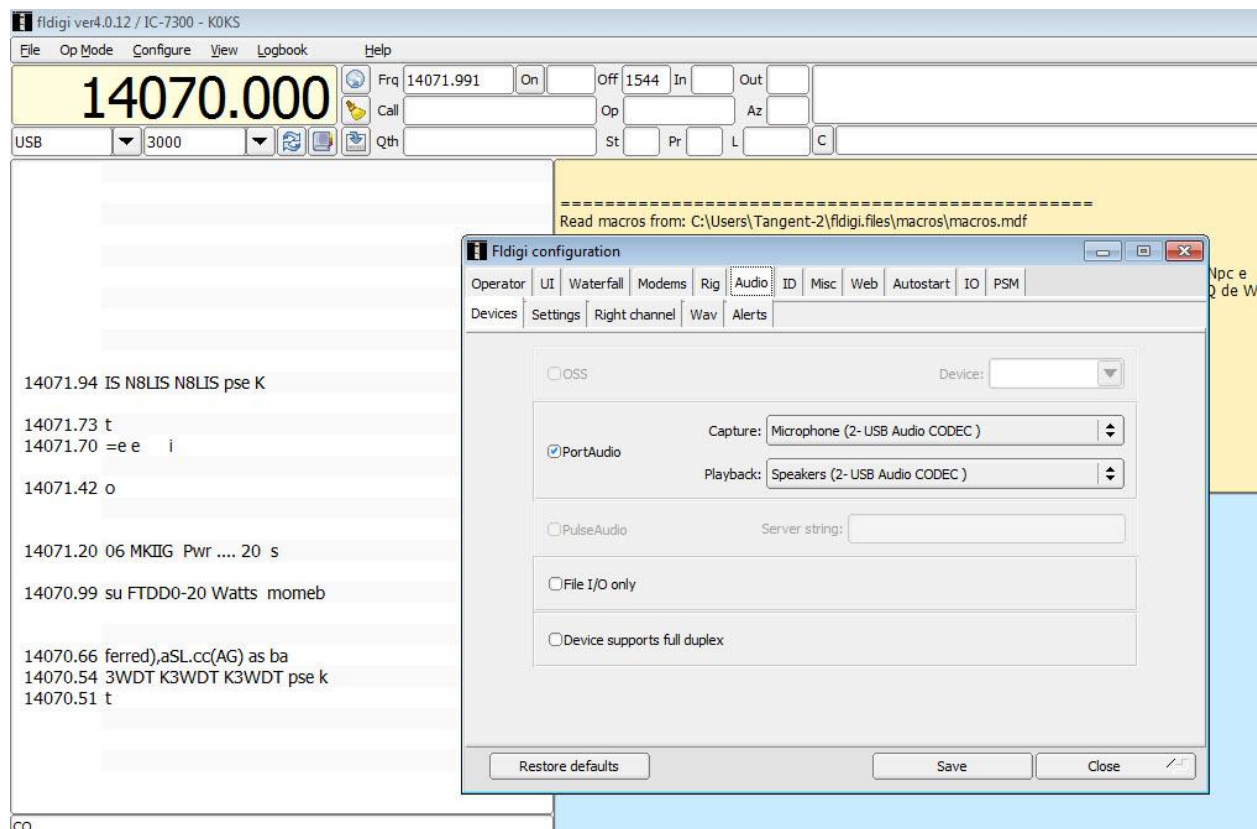 fldigi ver4.0.12 / IC-7300 - K0KS
File Op Mode Configure View Logbook Help
14070.000 Frq 14071.991 On Off 1544 In Out
Call Op Az
USB 3000 Qth St Pr L C
================================================
Read macros from: C:\Users\Tangent-2\fldigi.files\macros\macros.mdf
Fldigi configuration
Npc e
Operator UI Waterfall Modems Rig Audio ID Misc Web Autostart IO PSM
Q de W
Devices Settings Right channel Wav Alerts
OSS Device:
PortAudio
Capture: Microphone (2- USB Audio CODEC )
Playback: Speakers (2- USB Audio CODEC )
PulseAudio Server string:
File I/O only
Device supports full duplex
Restore defaults Save Close
14071.94 IS N8LIS N8LIS pse K
14071.73 t
14071.70 =e e i
14071.42 o
14071.20 06 MKIIG Pwr .... 20 s
14070.99 su FTDD0-20 Watts momeb
14070.66 ferred),aSL.cc(AG) as ba
14070.54 3WDT K3WDT K3WDT pse k
14070.51 t
CQ